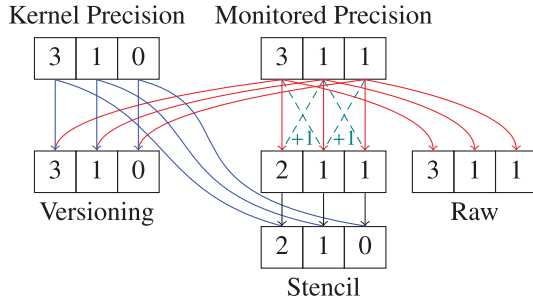 Kernel Precision Monitored Precision
3 1 0 3 1 1
+1 +1
3 1 0 2 1 1 3 1 1
Versioning Raw
2 1 0
Stencil